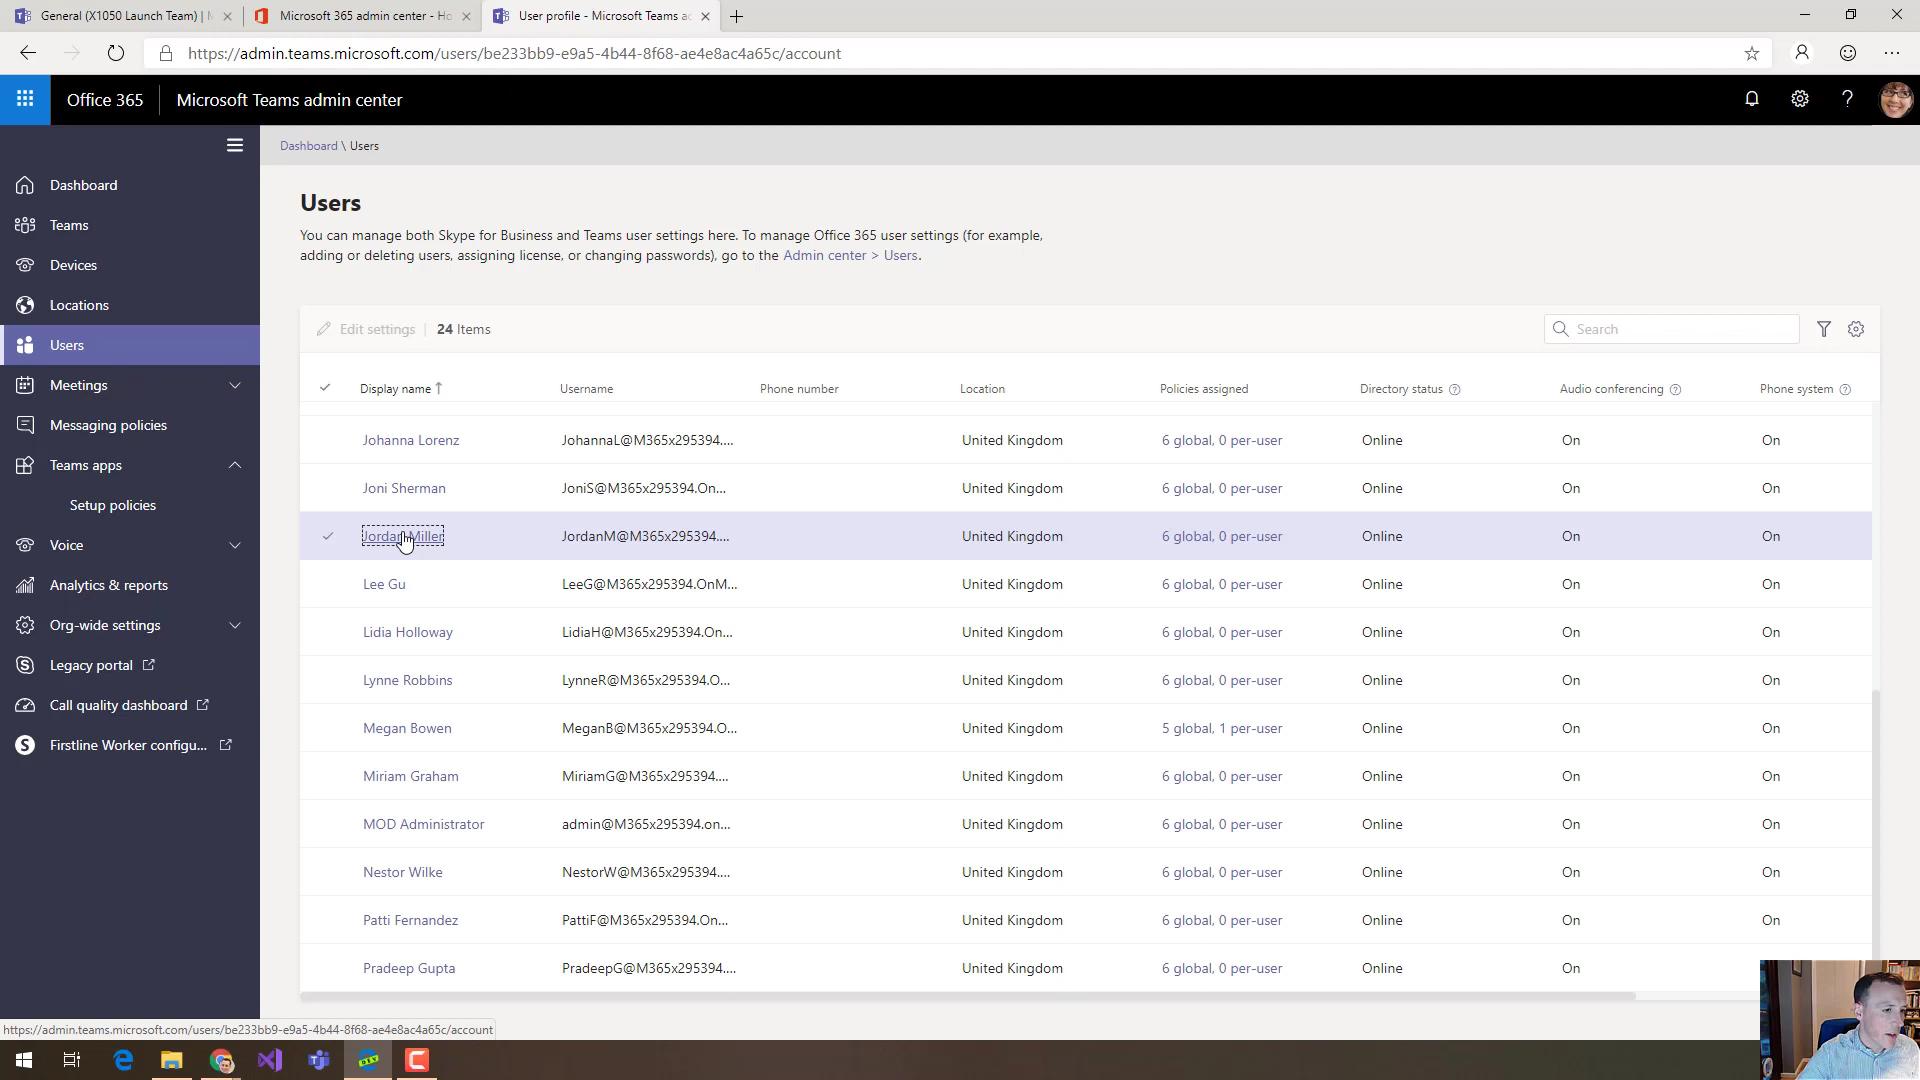 General (X1050 Launch Team) |
Microsoft 365 admin center - Ho
User profile - Microsoft Teams ac
https://admin.teams.microsoft.com/users/be233bb9-e9a5-4b44-8f68-ae4e8ac4a65c/account
Office 365
Microsoft Teams admin center
Dashboard \ Users
Dashboard
Teams
Devices
Locations
Users
Meetings
Messaging policies
Teams apps
Setup policies
Voice
Analytics & reports
Org-wide settings
Legacy portal
Call quality dashboard
Firstline Worker configu...
Users
You can manage both Skype for Business and Teams user settings here. To manage Office 365 user settings (for example,
adding or deleting users, assigning license, or changing passwords), go to the Admin center > Users.
Edit settings | 24 Items
Search
Display name Username Phone number Location Policies assigned Directory status Audio conferencing Phone system
Johanna Lorenz JohannaL@M365x295394.... United Kingdom 6 global, 0 per-user Online On On
Joni Sherman JoniS@M365x295394.On... United Kingdom 6 global, 0 per-user Online On On
Jordan Miller JordanM@M365x295394.... United Kingdom 6 global, 0 per-user Online On On
Lee Gu LeeG@M365x295394.OnM... United Kingdom 6 global, 0 per-user Online On On
Lidia Holloway LidiaH@M365x295394.On... United Kingdom 6 global, 0 per-user Online On On
Lynne Robbins LynneR@M365x295394.O... United Kingdom 6 global, 0 per-user Online On On
Megan Bowen MeganB@M365x295394.O... United Kingdom 5 global, 1 per-user Online On On
Miriam Graham MiriamG@M365x295394.... United Kingdom 6 global, 0 per-user Online On On
MOD Administrator admin@M365x295394.on... United Kingdom 6 global, 0 per-user Online On On
Nestor Wilke NestorW@M365x295394.... United Kingdom 6 global, 0 per-user Online On On
Patti Fernandez PattiF@M365x295394.On... United Kingdom 6 global, 0 per-user Online On On
Pradeep Gupta PradeepG@M365x295394.... United Kingdom 6 global, 0 per-user Online On
https://admin.teams.microsoft.com/users/be233bb9-e9a5-4b44-8f68-ae4e8ac4a65c/account